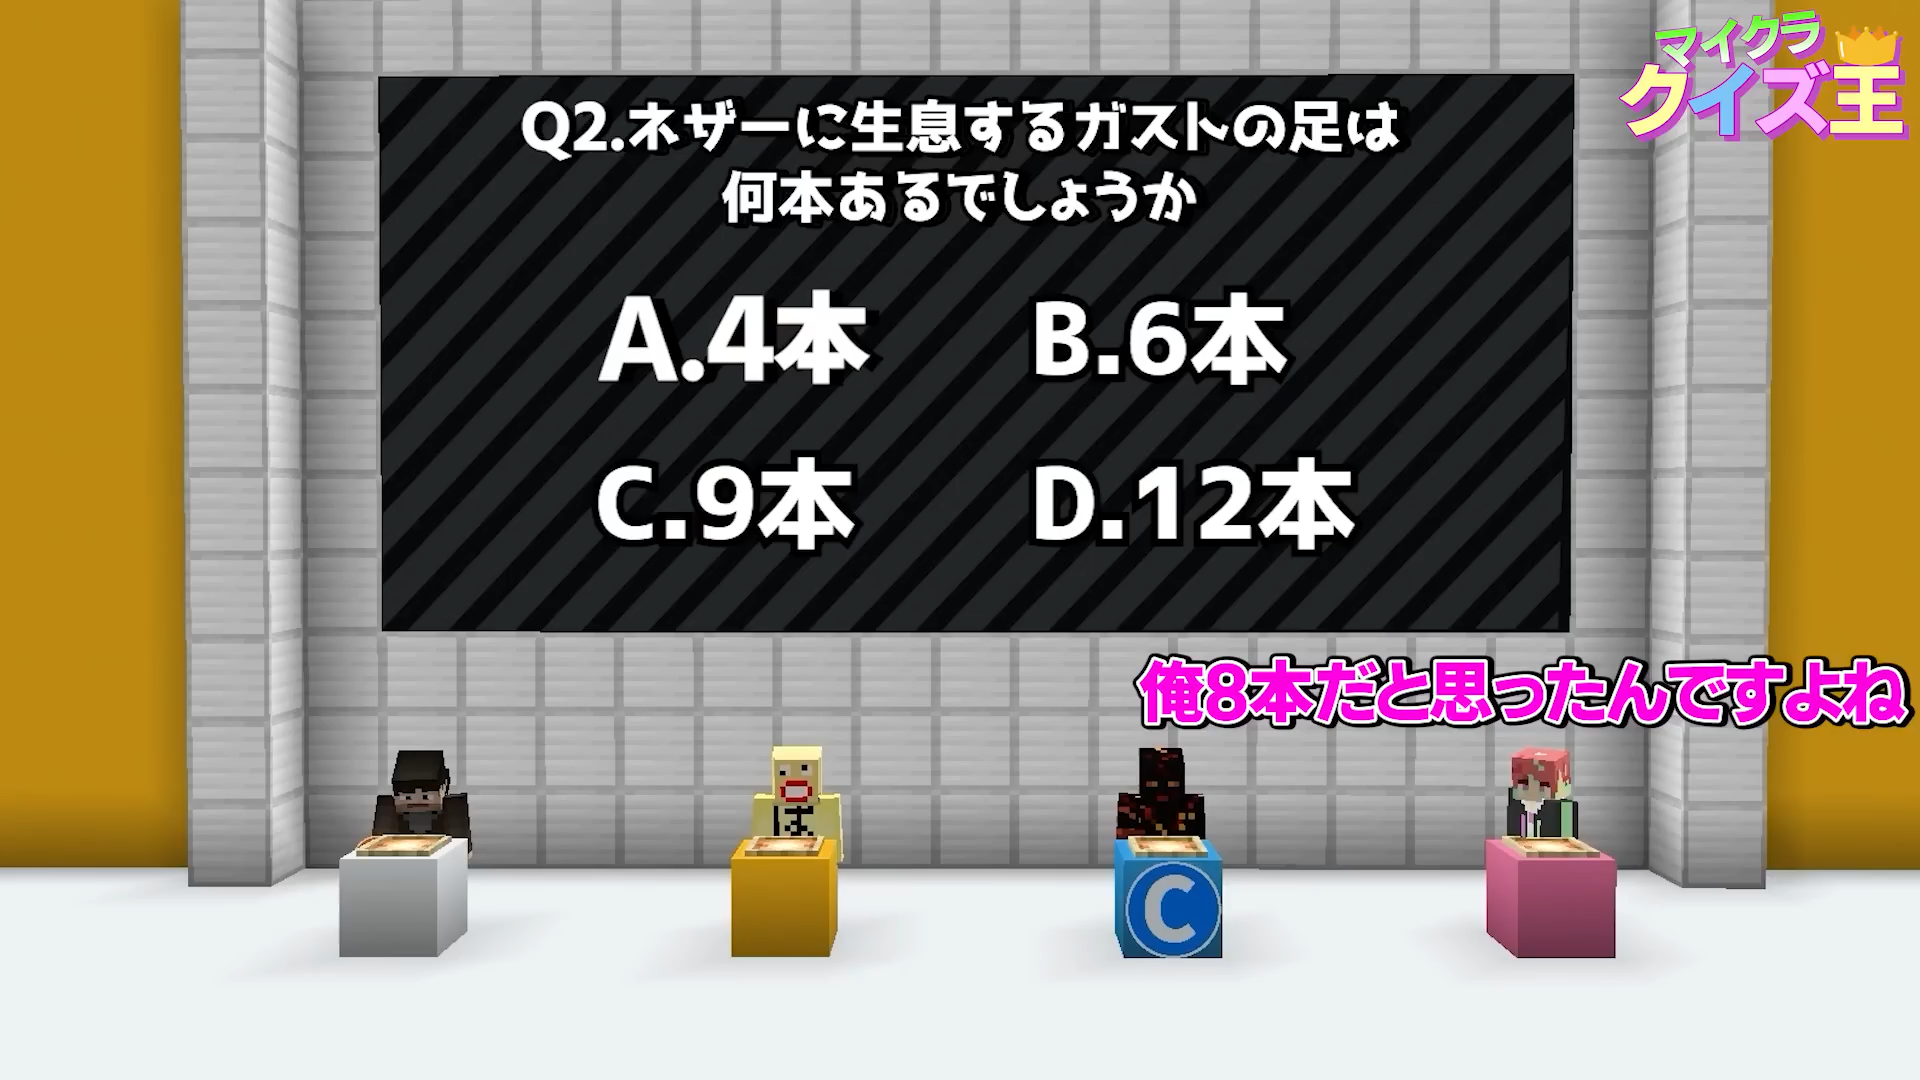 マイクラ
クイズ王
Q2.ネザーに生息するガストの足は
何本あるでしょうか
A.4本
B.6本
C.9本
D.12本
俺8本だと思ったんですよね
ぽ
C